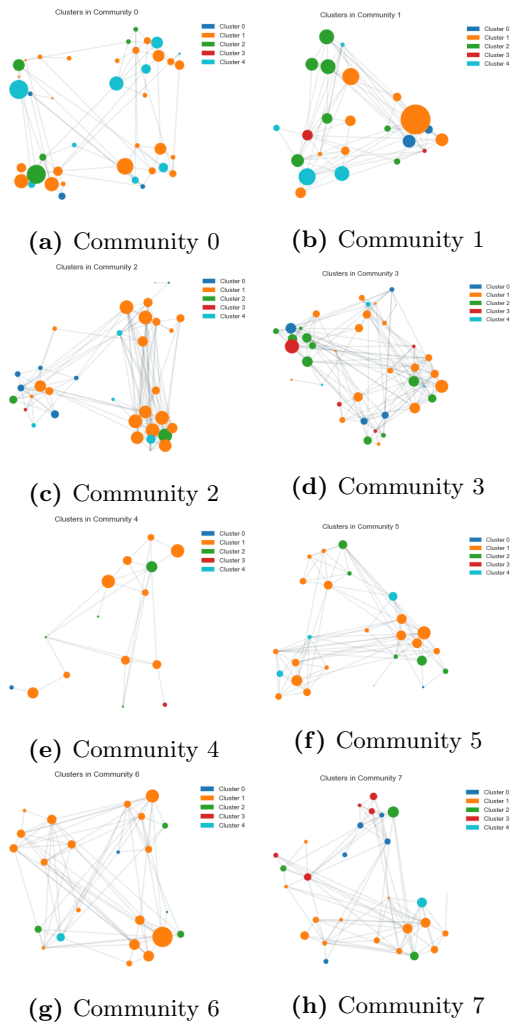 Clusters in Community 0
Cluster 0
Cluster 1
Cluster 2
Cluster 3
Cluster 4
(a) Community 0
Clusters in Community 1
Cluster 0
Cluster 1
Cluster 2
Cluster 3
Cluster 4
(b) Community 1
Clusters in Community 2
Cluster 0
Cluster 1
Cluster 2
Cluster 3
Cluster 4
(c) Community 2
Clusters in Community 3
Cluster 0
Cluster 1
Cluster 2
Cluster 3
Cluster 4
(d) Community 3
Clusters in Community 4
Cluster 0
Cluster 1
Cluster 2
Cluster 3
Cluster 4
(e) Community 4
Clusters in Community 5
Cluster 0
Cluster 1
Cluster 2
Cluster 3
Cluster 4
(f) Community 5
Clusters in Community 6
Cluster 0
Cluster 1
Cluster 2
Cluster 3
Cluster 4
(g) Community 6
Clusters in Community 7
Cluster 0
Cluster 1
Cluster 2
Cluster 3
Cluster 4
(h) Community 7